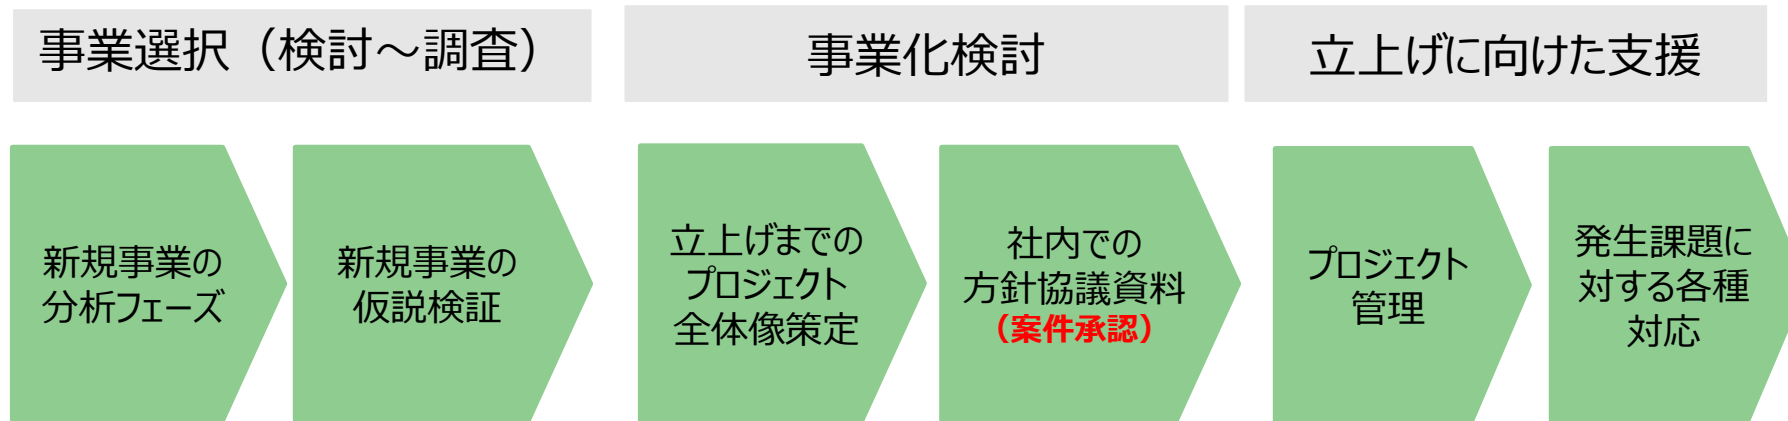 事業選択（検討～調査）
事業化検討
立上げに向けた支援
新規事業の
分析フェーズ
新規事業の
仮説検証
立上げまでの
プロジェクト
全体像策定
社内での
方針協議資料
（案件承認）
プロジェクト
管理
発生課題に
対する各種
対応